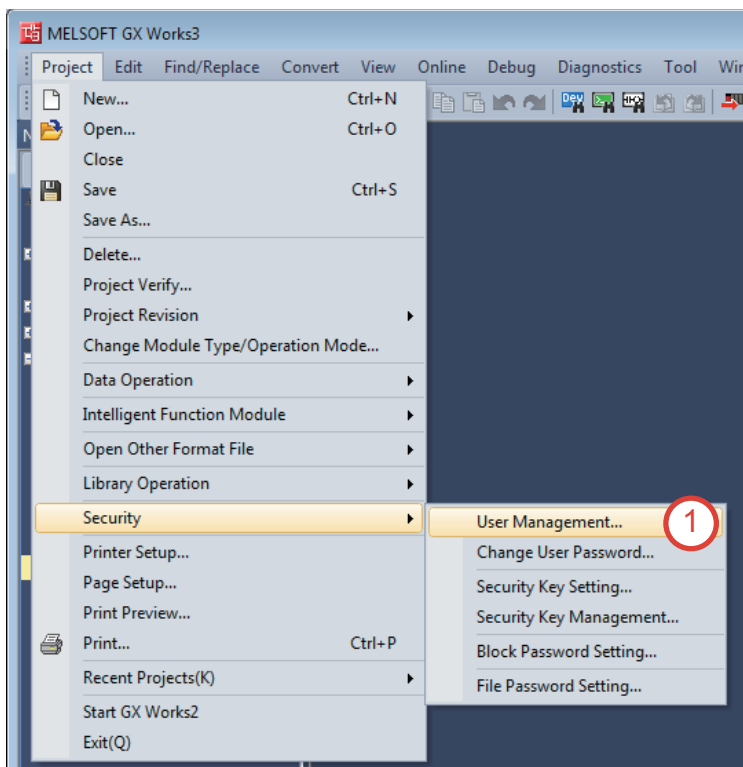 MELSOFT GX Works3
Project Edit Find/Replace Convert View Online Debug Diagnostics Tool
New... Ctrl+N
Open... Ctrl+O
Close
Save Ctrl+S
Save As...
Delete...
Project Verify...
Project Revision
Change Module Type/Operation Mode...
Data Operation
Intelligent Function Module
Open Other Format File
Library Operation
Security
User Management... 1
Printer Setup...
Change User Password...
Page Setup...
Security Key Setting...
Print Preview...
Security Key Management...
Print... Ctrl+P
Block Password Setting...
Recent Projects(K)
File Password Setting...
Start GX Works2
Exit(Q)